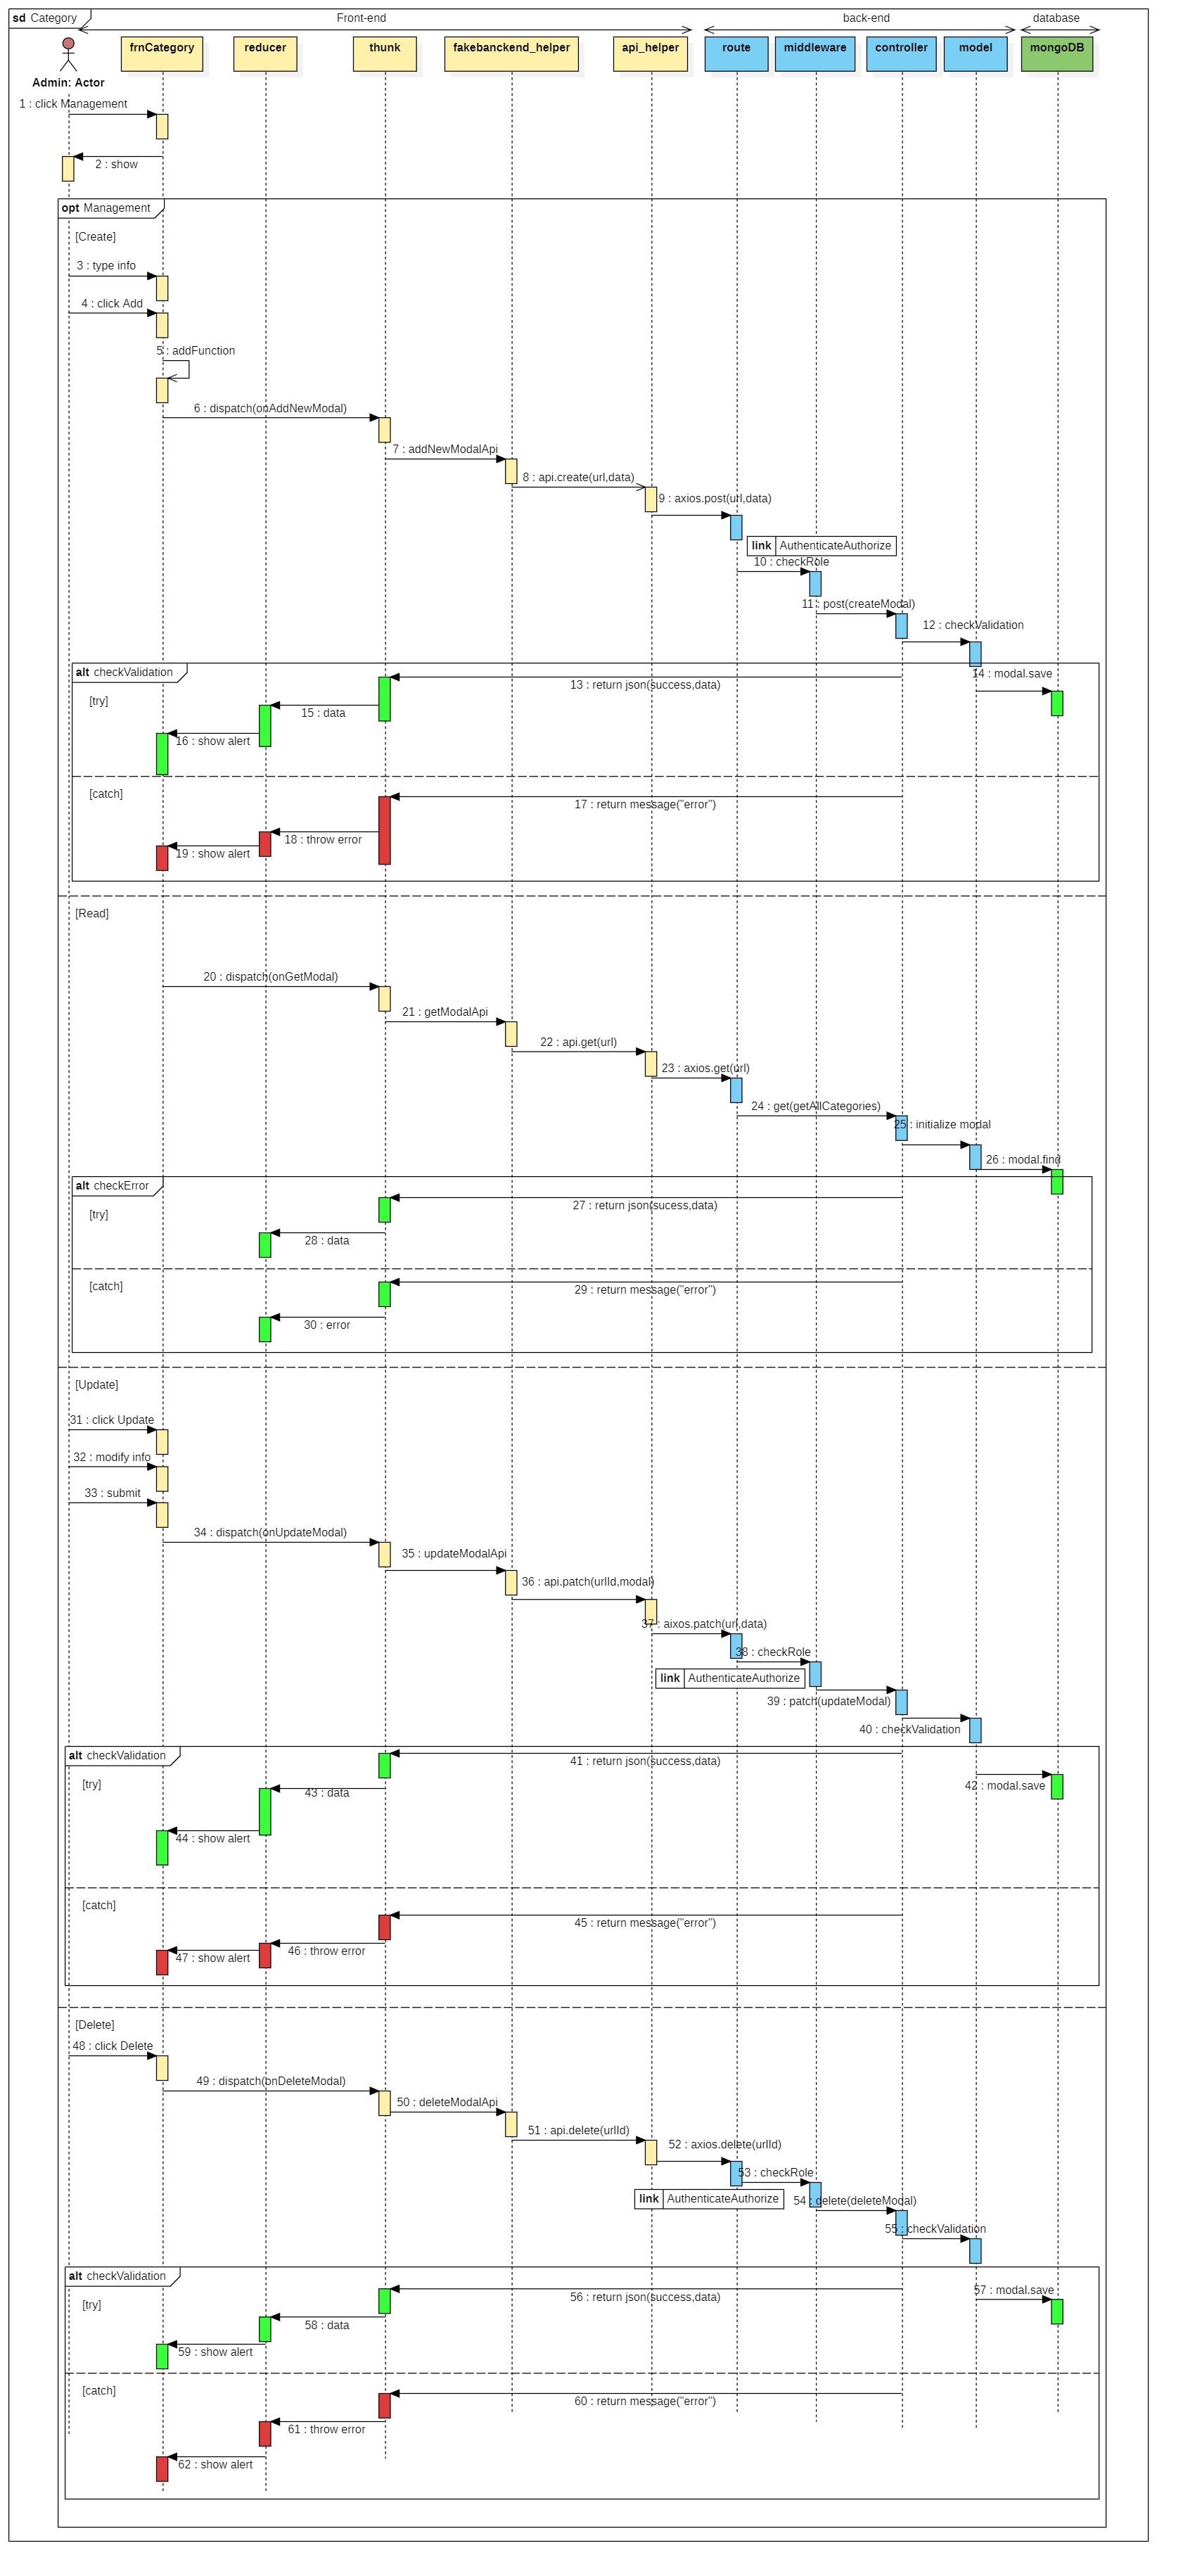 sd Category
Front-end
back-end
database
frnCategory
reducer
thunk
fakebanckend_helper
api_helper
route
middleware
controller
model
mongoDB
Admin: Actor
1 : click Management
2 : show
opt Management
[Create]
3 : type info
4 : click Add
5 : addFunction
6 : dispatch(onAddNewModal)
7 : addNewModalApi
8 : api.create(url,data)
9 : axios.post(url,data)
link AuthenticateAuthorize
10 : checkRole
11 : post(createModal)
12 : checkValidation
alt checkValidation
14 : modal.save
13 : return json(success,data)
[try]
15 : data
16 : show alert
[catch]
17 : return message("error")
18 : throw error
19 : show alert
[Read]
20 : dispatch(onGetModal)
21 : getModalApi
22 : api.get(url)
23 : axios.get(url)
24 : get(getAllCategories)
25 : initialize modal
26 : modal.find
alt checkError
27 : return json(sucess,data)
[try]
28 : data
[catch]
29 : return message("error")
30 : error
[Update]
31 : click Update
32 : modify info
33 : submit
34 : dispatch(onUpdateModal)
35 : updateModalApi
36 : api.patch(urlId,modal)
37 : aixos.patch(url,data)
38 : checkRole
link AuthenticateAuthorize
39 : patch(updateModal)
40 : checkValidation
alt checkValidation
41 : return json(success,data)
[try]
42 : modal.save
43 : data
44 : show alert
[catch]
45 : return message("error")
46 : throw error
47 : show alert
[Delete]
48 : click Delete
49 : dispatch(onDeleteModal)
50 : deleteModalApi
51 : api.delete(urlId)
52 : axios.delete(urlId)
53 : checkRole
link AuthenticateAuthorize
54 : delete(deleteModal)
55 : checkValidation
alt checkValidation
57 : modal.save
56 : return json(success,data)
[try]
58 : data
59 : show alert
[catch]
60 : return message("error")
61 : throw error
62 : show alert